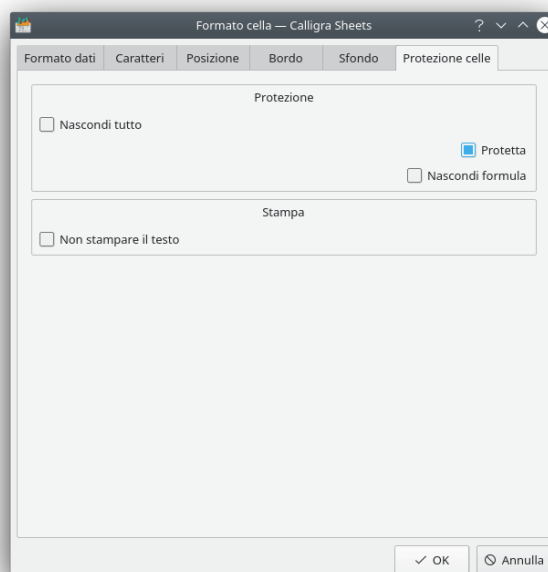 Formato cella — Calligra Sheets
Formato dati Caratteri Posizione Bordo Sfondo Protezione celle
Protezione
Nascondi tutto
Protetta
Nascondi formula
Stampa
Non stampare il testo
OK Annulla